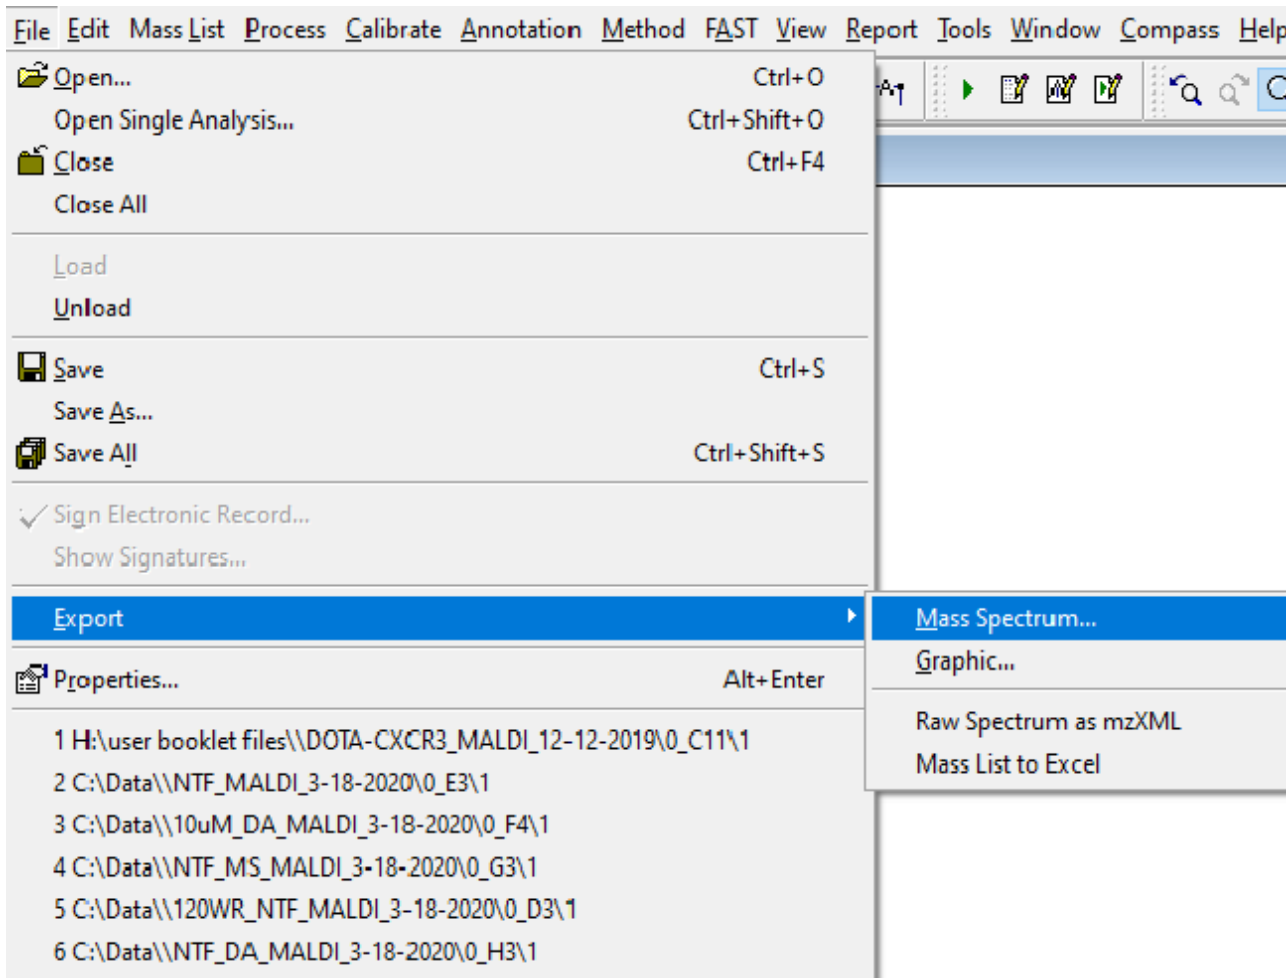 File Edit Mass List Process Calibrate Annotation Method FAST View Report Tools Window Compass Help
Open... Ctrl+O
Open Single Analysis... Ctrl+Shift+O
Close Ctrl+F4
Close All
Load
Unload
Save Ctrl+S
Save As...
Save All Ctrl+Shift+S
Sign Electronic Record...
Show Signatures...
Export
Mass Spectrum...
Graphic...
Properties... Alt+Enter
Raw Spectrum as mzXML
Mass List to Excel
1 H:\user booklet files\\DOTA-CXCR3_MALDI_12-12-2019\0_C11\1
2 C:\Data\\NTF_MALDI_3-18-2020\0_E3\1
3 C:\Data\\10uM_DA_MALDI_3-18-2020\0_F4\1
4 C:\Data\\NTF_MS_MALDI_3-18-2020\0_G3\1
5 C:\Data\\120WR_NTF_MALDI_3-18-2020\0_D3\1
6 C:\Data\\NTF_DA_MALDI_3-18-2020\0_H3\1